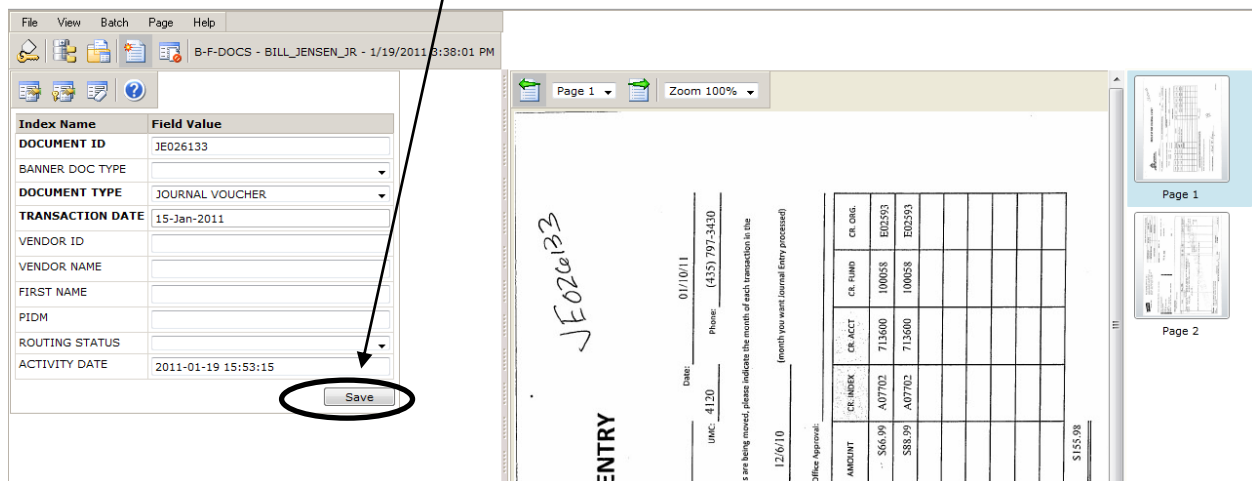 File View Batch Page Help
B-F-DOCS - BILL_JENSEN_JR - 1/19/2011 3:38:01 PM
Index Name Field Value
DOCUMENT ID JE026133
BANNER DOC TYPE
DOCUMENT TYPE JOURNAL VOUCHER
TRANSACTION DATE 15-Jan-2011
VENDOR ID
VENDOR NAME
FIRST NAME
PIDM
ROUTING STATUS
ACTIVITY DATE 2011-01-19 15:53:15
Save
Page 1 Zoom 100%
JE026133
ENTRY
Date: 01/10/11
UMC: 4120 Phone: (435) 797-3430
s are being moved, please indicate the month of each transaction in the
12/6/10 (month you want Journal Entry processed)
Office Approval:
AMOUNT CR. INDEX CR. ACCT CR. FUND CR. ORG.
$66.99 A07702 713600 100058 E02593
$88.99 A07702 713600 100058 E02593
$155.98
Page 1
Page 2